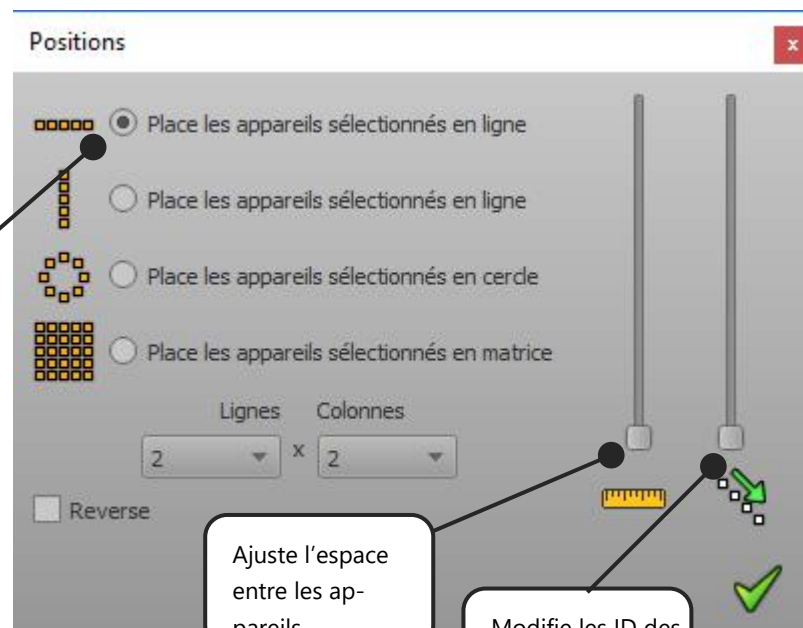 Positions
x
Place les appareils sélectionnés en ligne
Place les appareils sélectionnés en ligne
Place les appareils sélectionnés en cercle
Place les appareils sélectionnés en matrice
Lignes Colonnes
2 x 2
Reverse
Ajuste l'espace
entre les ap-
pareils
Modifie les ID des